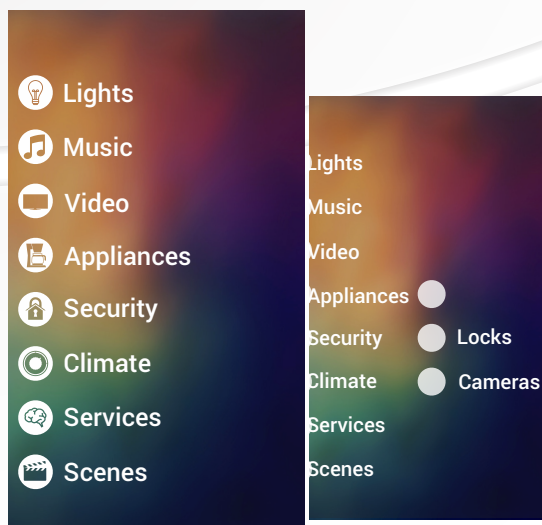 Lights
Music
Video
Appliances
Security
Climate
Services
Scenes
Lights
Music
Video
Appliances
Security
Locks
Climate
Cameras
Services
Scenes